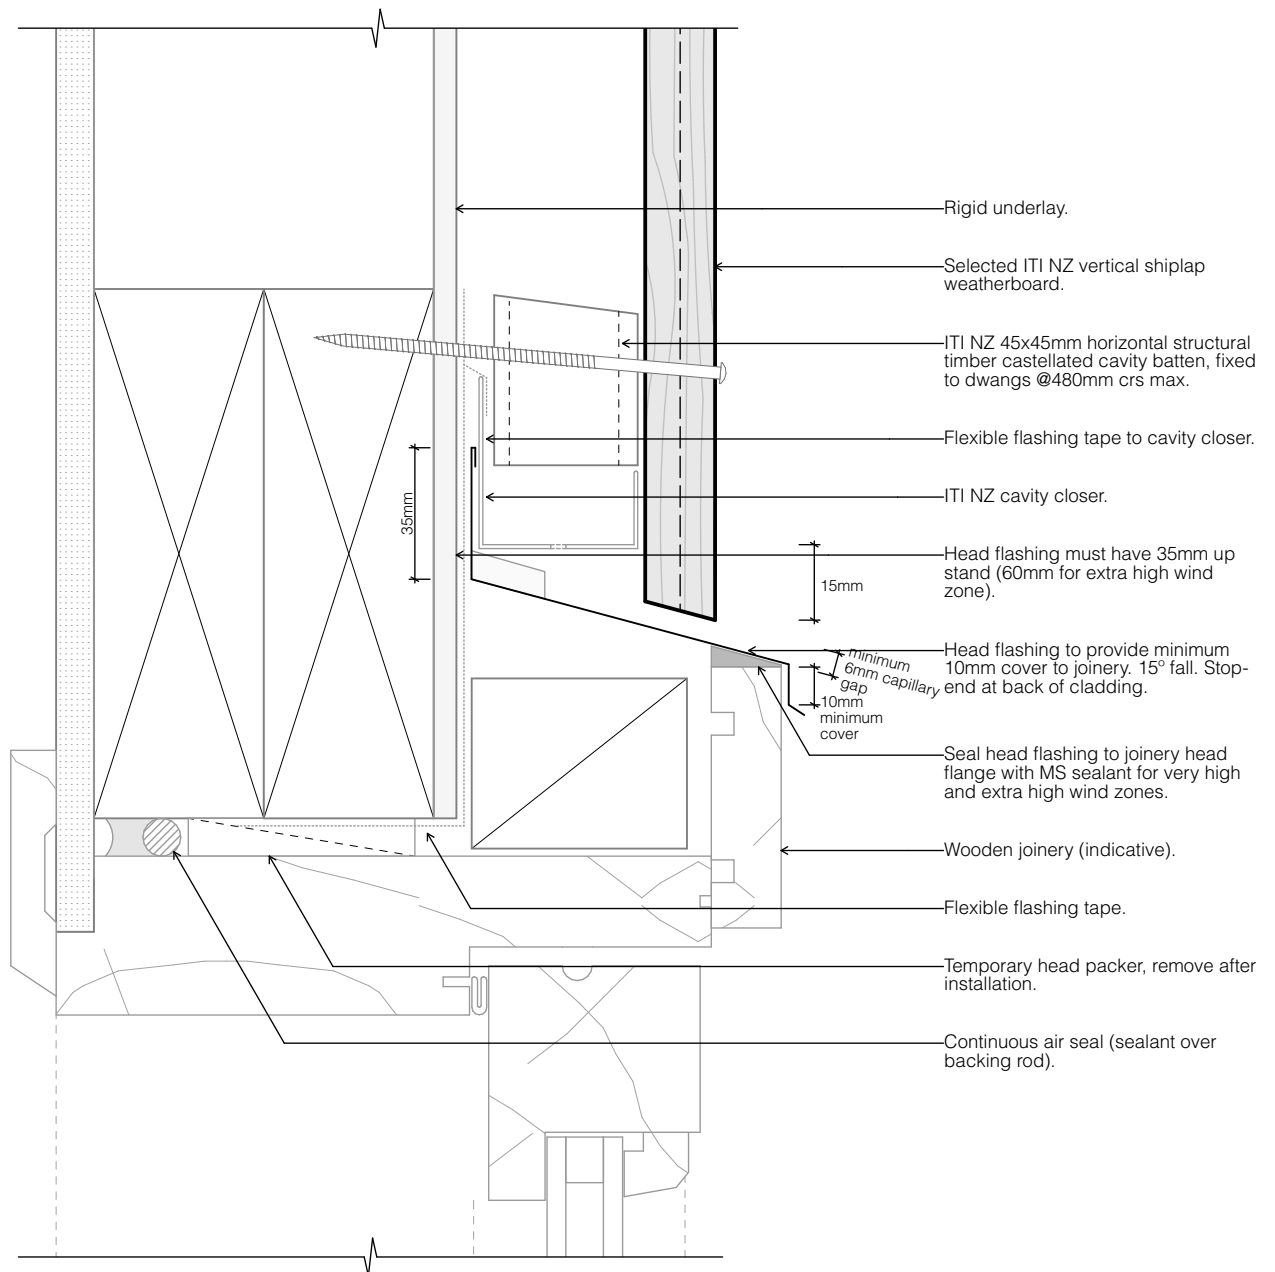 Rigid underlay.
Selected ITI NZ vertical shiplap
weatherboard.
ITI NZ 45x45mm horizontal structural
timber castellated cavity batten, fixed
to dwangs @480mm crs max.
Flexible flashing tape to cavity closer.
35mm
ITI NZ cavity closer.
Head flashing must have 35mm up
stand (60mm for extra high wind
zone).
15mm
Head flashing to provide minimum
10mm cover to joinery. 15° fall. Stop-
end at back of cladding.
minimum
6mm capillary
gap
10mm
minimum
cover
Seal head flashing to joinery head
flange with MS sealant for very high
and extra high wind zones.
Wooden joinery (indicative).
Flexible flashing tape.
Temporary head packer, remove after
installation.
Continuous air seal (sealant over
backing rod).